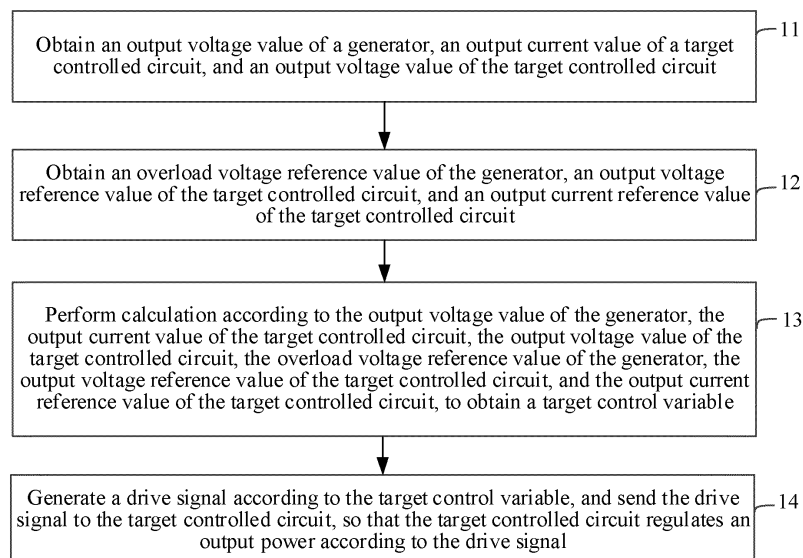 Obtain an output voltage value of a generator, an output current value of a target
controlled circuit, and an output voltage value of the target controlled circuit
11
Obtain an overload voltage reference value of the generator, an output voltage
reference value of the target controlled circuit, and an output current reference value
of the target controlled circuit
12
Perform calculation according to the output voltage value of the generator, the
output current value of the target controlled circuit, the output voltage value of the
target controlled circuit, the overload voltage reference value of the generator, the
output voltage reference value of the target controlled circuit, and the output current
reference value of the target controlled circuit, to obtain a target control variable
13
Generate a drive signal according to the target control variable, and send the drive
signal to the target controlled circuit, so that the target controlled circuit regulates an
output power according to the drive signal
14